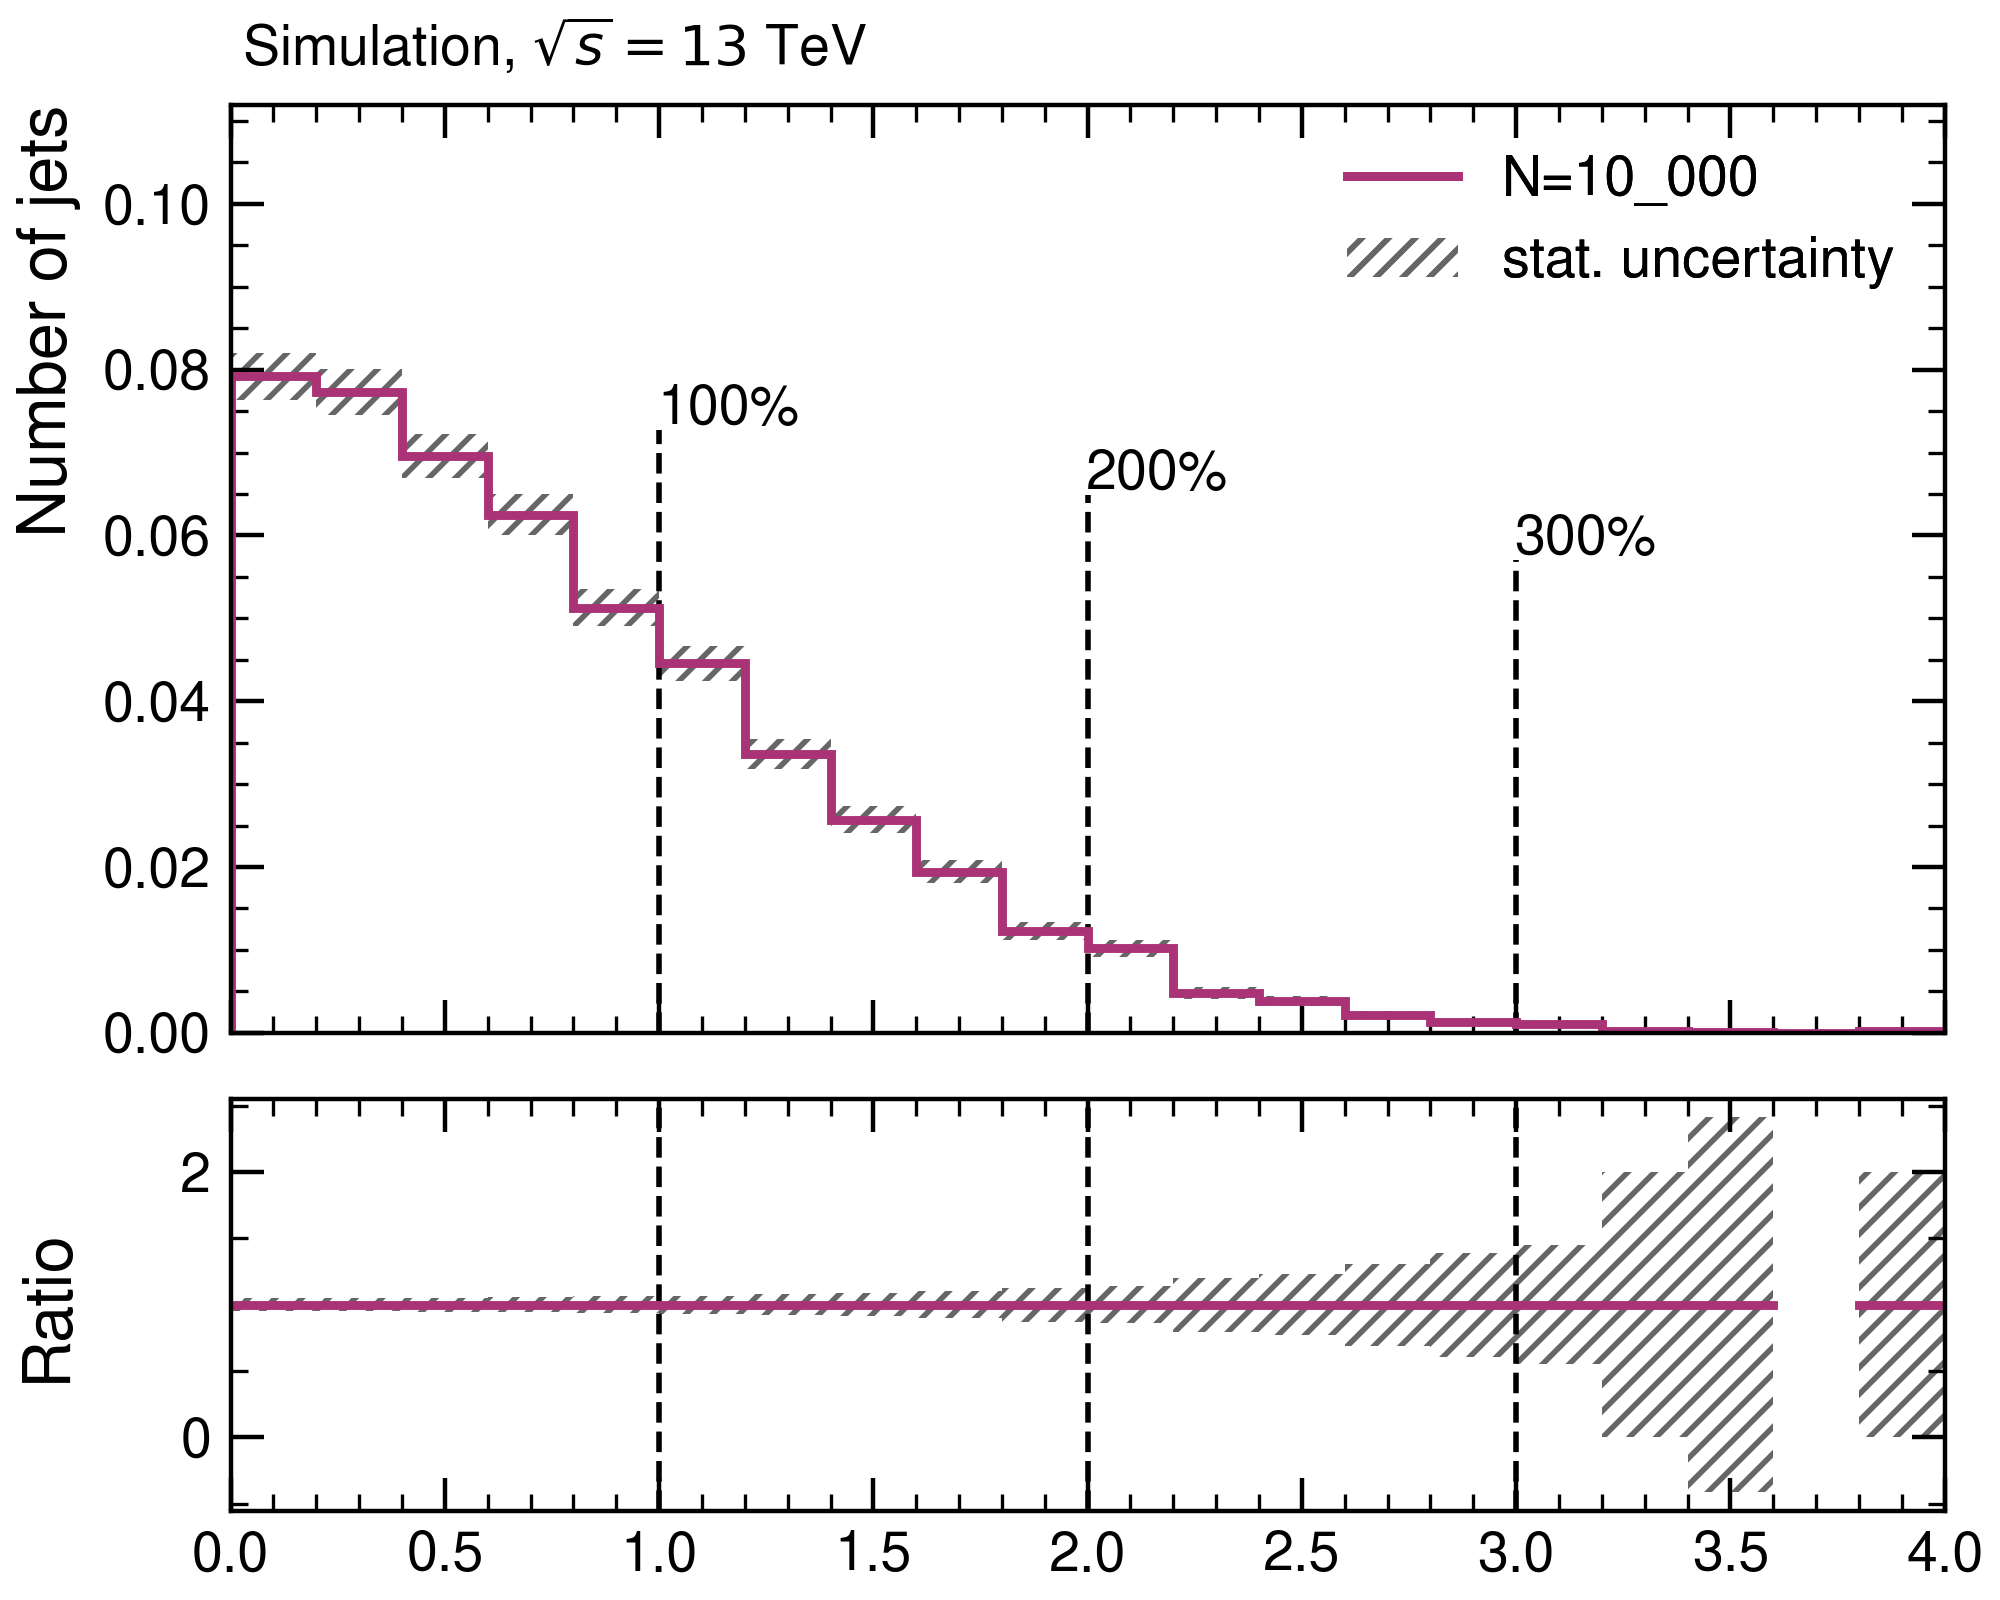 Simulation, √s = 13 TeV
Number of jets
0.10
0.08
0.06
0.04
0.02
0.00
N=10_000
stat. uncertainty
100%
200%
300%
Ratio
2
0
0.0 0.5 1.0 1.5 2.0 2.5 3.0 3.5 4.0